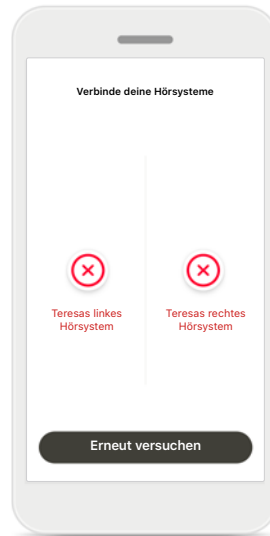 Verbinde deine Hörsysteme
Teresas linkes
Hörsystem
Teresas rechtes
Hörsystem
Erneut versuchen